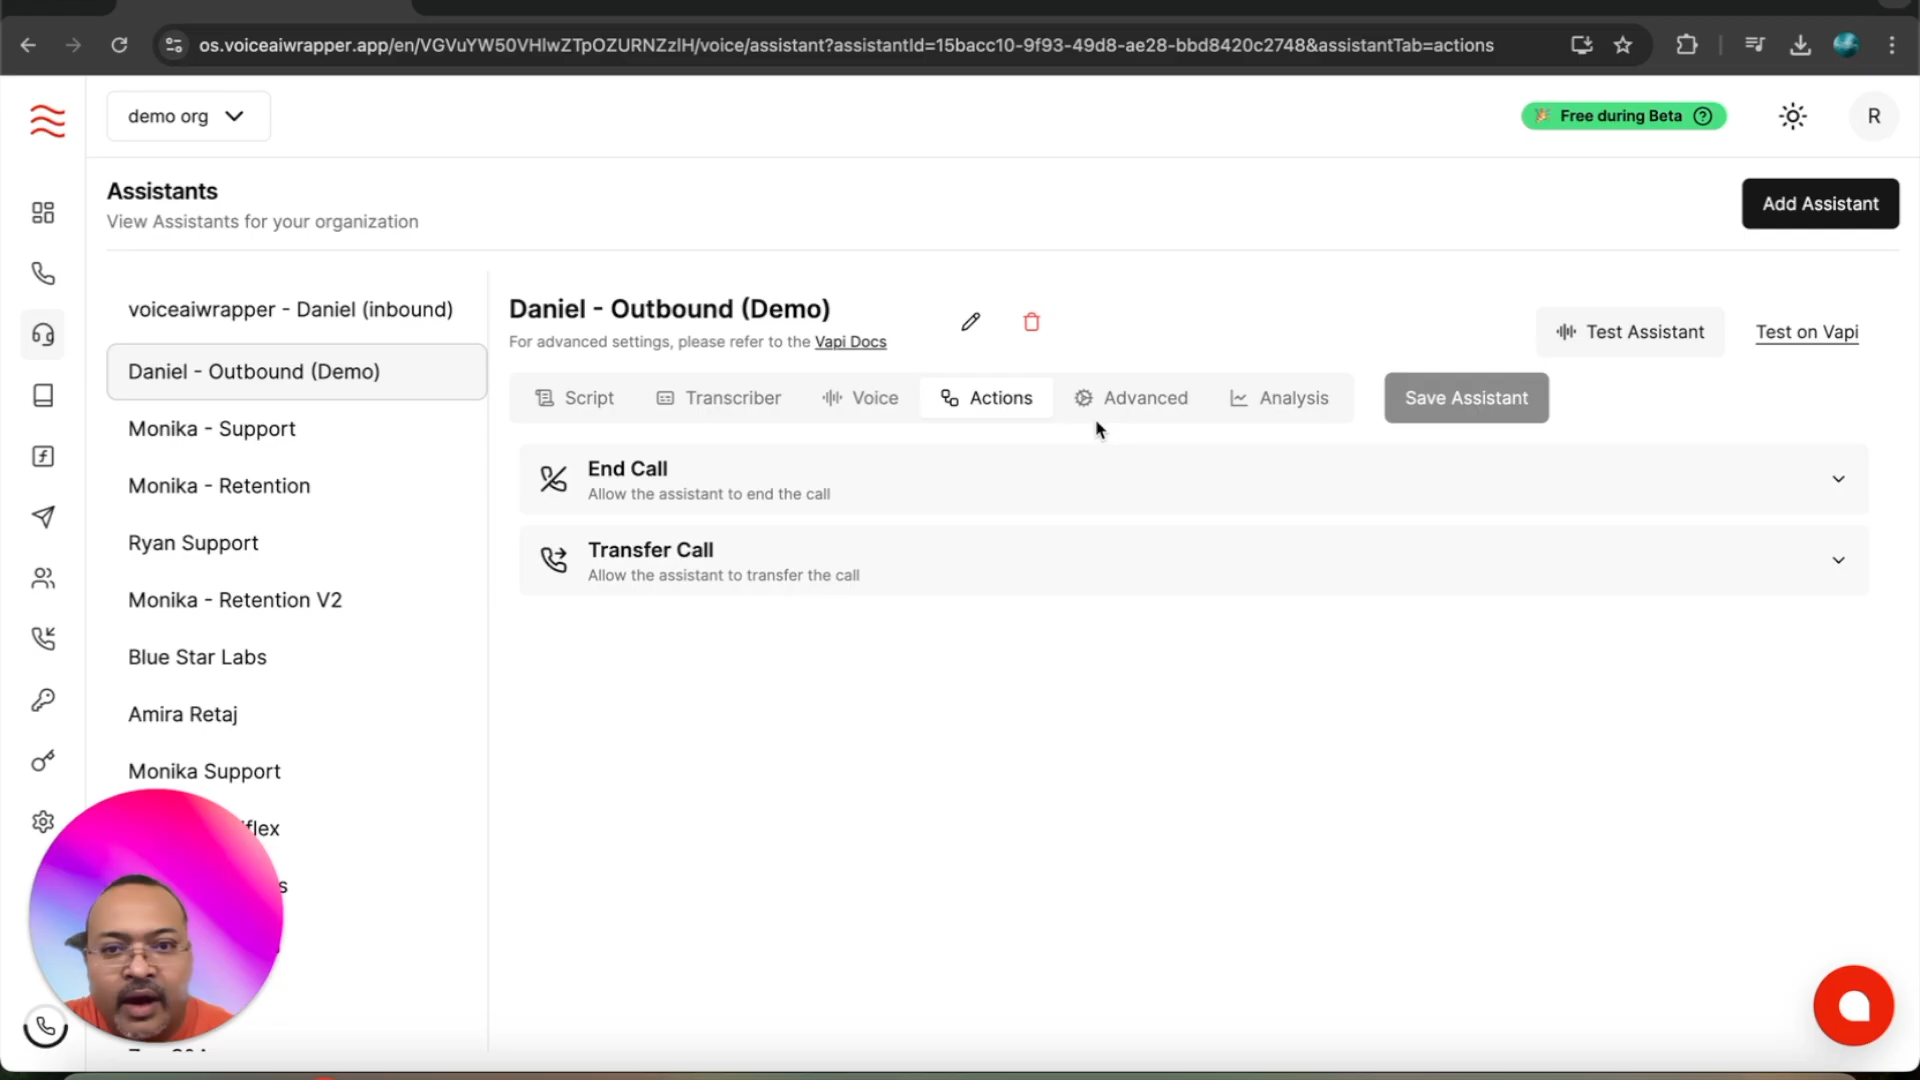 os.voiceaiwrapper.app/en/VGVuYW50VHlwZTpOZURNZzlH/voice/assistant?assistantId=15bacc10-9f93-49d8-ae28-bbd8420c2748&assistantTab=actions
demo org
Free during Beta
R
Assistants
View Assistants for your organization
Add Assistant
voiceaiwrapper - Daniel (inbound)
Daniel - Outbound (Demo)
Monika - Support
Monika - Retention
Ryan Support
Monika - Retention V2
Blue Star Labs
Amira Retaj
Monika Support
flex
s
Daniel - Outbound (Demo)
For advanced settings, please refer to the Vapi Docs
Test Assistant
Test on Vapi
Script
Transcriber
Voice
Actions
Advanced
Analysis
Save Assistant
End Call
Allow the assistant to end the call
Transfer Call
Allow the assistant to transfer the call